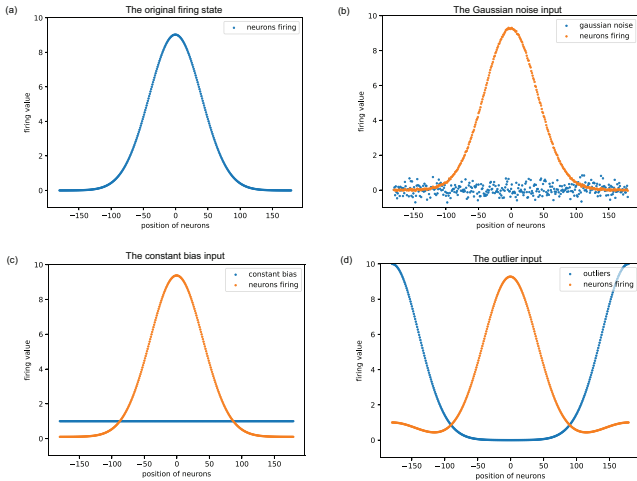 (a)
The original firing state
neurons firing
10
8
6
4
2
0
firing value
−150 −100 −50 0 50 100 150
position of neurons
(b)
The Gaussian noise input
gaussian noise
neurons firing
10
8
6
4
2
0
firing value
−150 −100 −50 0 50 100 150
position of neurons
(c)
The constant bias input
constant bias
neurons firing
10
8
6
4
2
0
firing value
−150 −100 −50 0 50 100 150
position of neurons
(d)
The outlier input
outliers
neurons firing
10
8
6
4
2
0
firing value
−150 −100 −50 0 50 100 150
position of neurons